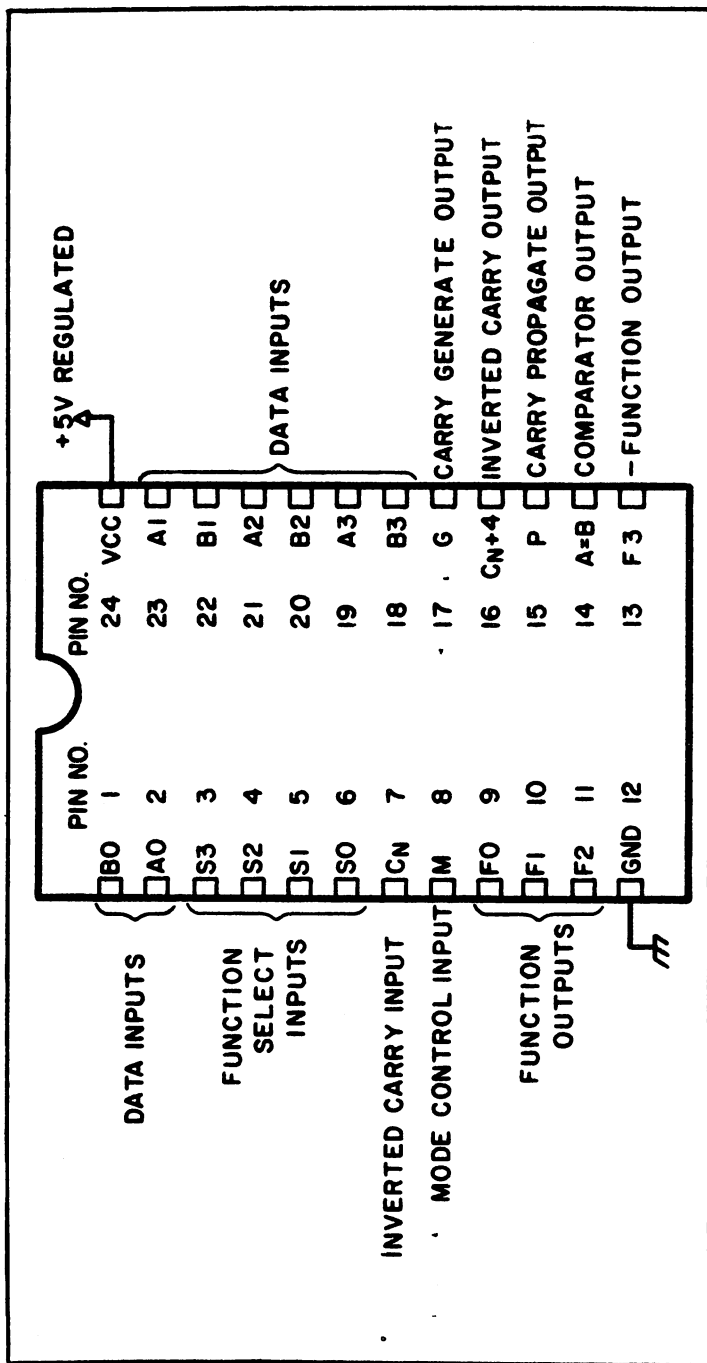 +5V REGULATED
PIN NO. PIN NO.
B0 1 24 VCC
DATA INPUTS
A0 2 23 A1
S3 3 22 B1
S2 4 21 A2
FUNCTION
SELECT
INPUTS
S1 5 20 B2
DATA INPUTS
S0 6 19 A3
INVERTED CARRY INPUT CN 7 18 B3
MODE CONTROL INPUT M 8 17 G CARRY GENERATE OUTPUT
F0 9 16 CN+4 INVERTED CARRY OUTPUT
FUNCTION
OUTPUTS
F1 10 15 P CARRY PROPAGATE OUTPUT
F2 11 14 A=B COMPARATOR OUTPUT
GND 12 13 F3 -FUNCTION OUTPUT